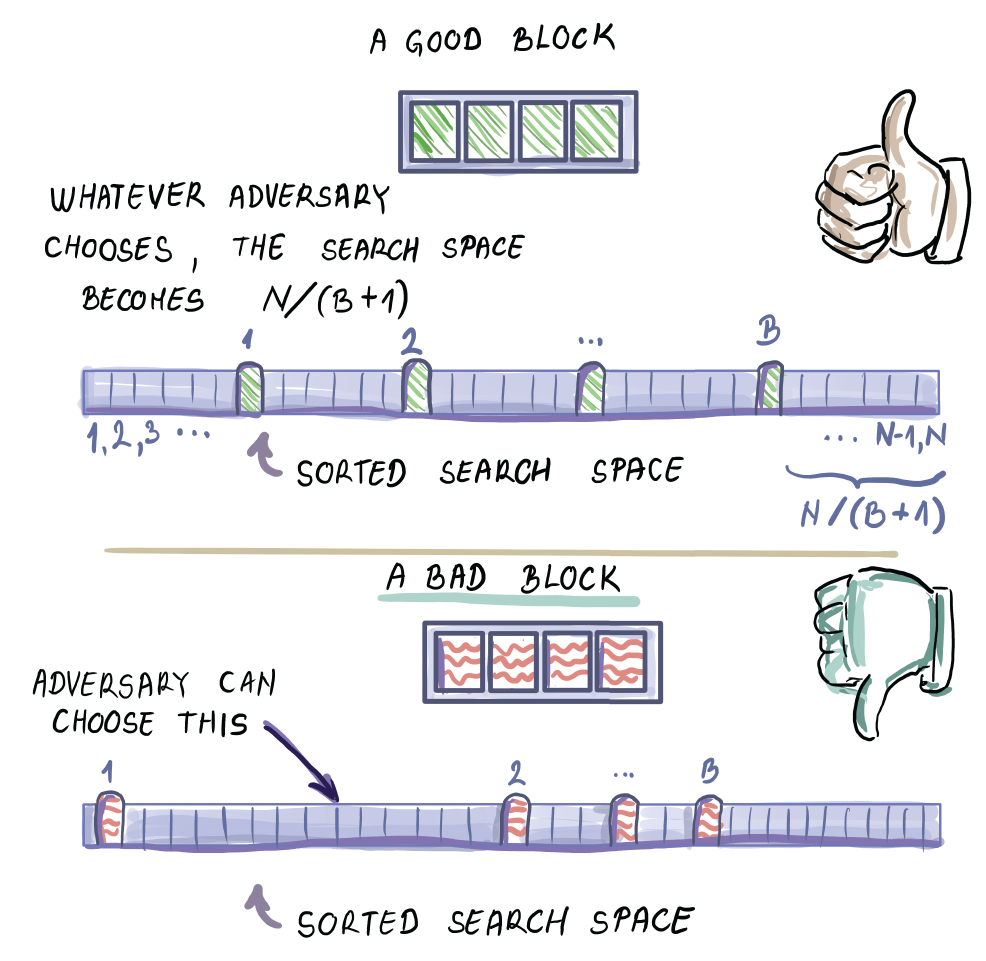 A GOOD BLOCK
WHATEVER ADVERSARY
CHOOSES, THE SEARCH SPACE
BECOMES N/(B+1)
1 2 ... B
1,2,3 ... ... N-1,N
SORTED SEARCH SPACE
N/(B+1)
A BAD BLOCK
ADVERSARY CAN
CHOOSE THIS
1 2 ... B
SORTED SEARCH SPACE